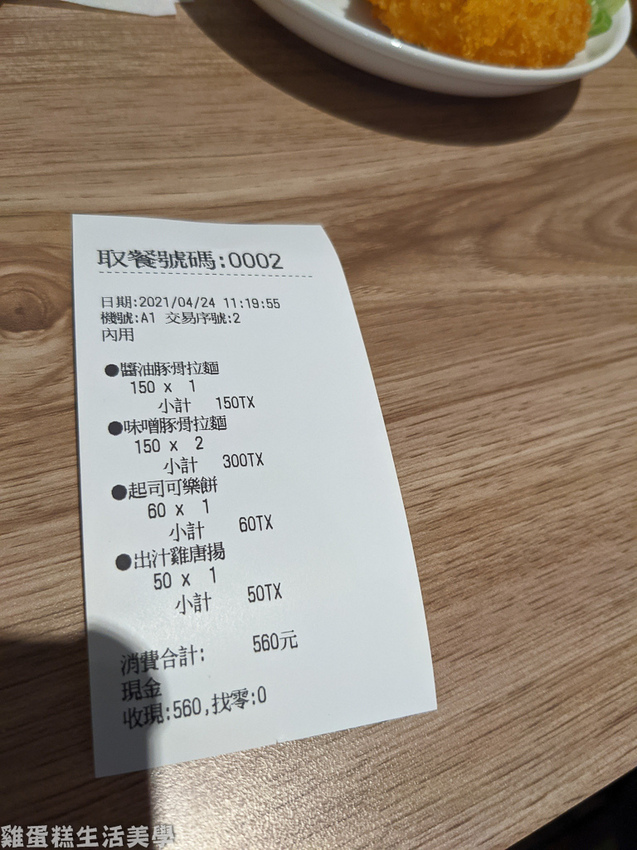 取餐號碼:0002
日期:2021/04/24 11:19:55
機號:A1 交易序號:2
內用
●醬油豚骨拉麵
150 x 1
小計 150TX
●味噌豚骨拉麵
150 x 2
小計 300TX
●起司可樂餅
60 x 1
小計 60TX
●出汁雞唐揚
50 x 1
小計 50TX
消費合計: 560元
現金
收現:560,找零:0
雞蛋糕生活美學